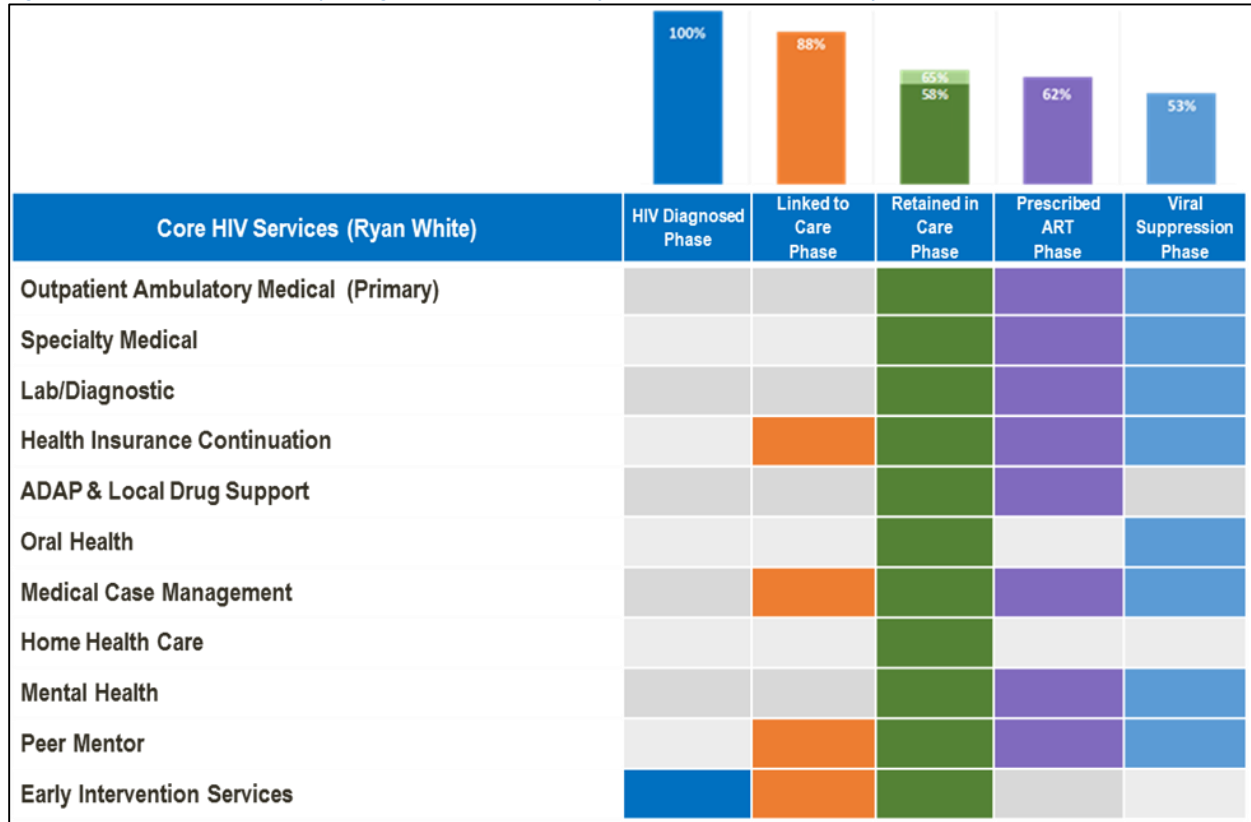 100%
88%
65%
58%
62%
53%
Core HIV Services (Ryan White)
HIV Diagnosed
Phase
Linked to
Care
Phase
Retained in
Care
Phase
Prescribed
ART
Phase
Viral
Suppression
Phase
Outpatient Ambulatory Medical (Primary)
Specialty Medical
Lab/Diagnostic
Health Insurance Continuation
ADAP & Local Drug Support
Oral Health
Medical Case Management
Home Health Care
Mental Health
Peer Mentor
Early Intervention Services